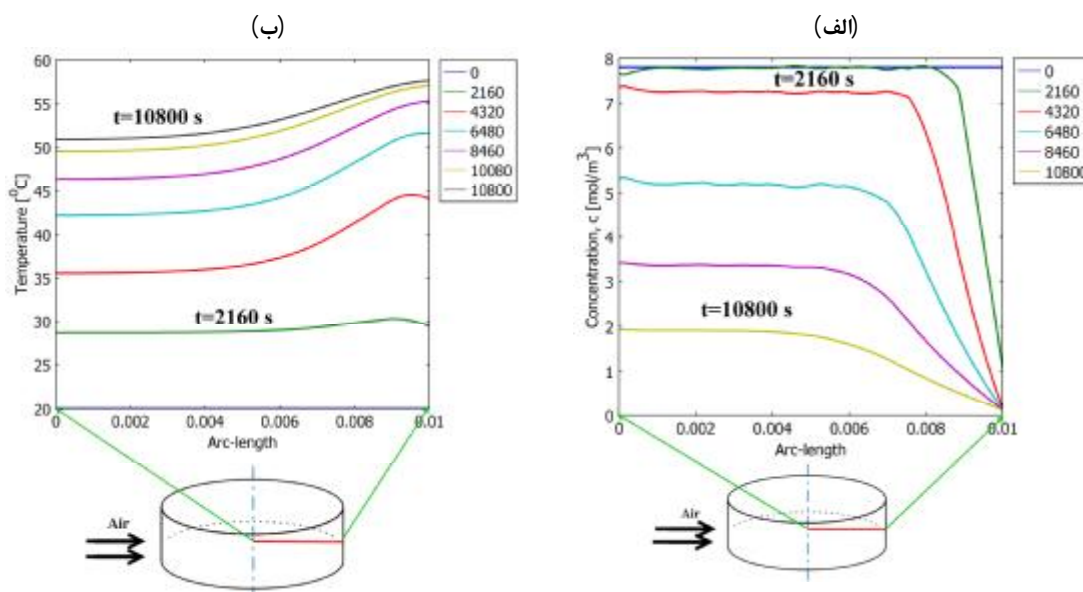 (ب)
60
55
50
45
40
35
30
25
20
Temperature [⁰C]
t=10800 s
t=2160 s
0
2160
4320
6480
8460
10080
10800
0 0.002 0.004 0.006 0.008 0.01
Arc-length
Air
(الف)
8
7
6
5
4
3
2
1
0
Concentration, c [mol/m³]
t=2160 s
t=10800 s
0
2160
4320
6480
8460
10800
0 0.002 0.004 0.006 0.008 0.01
Arc-length
Air